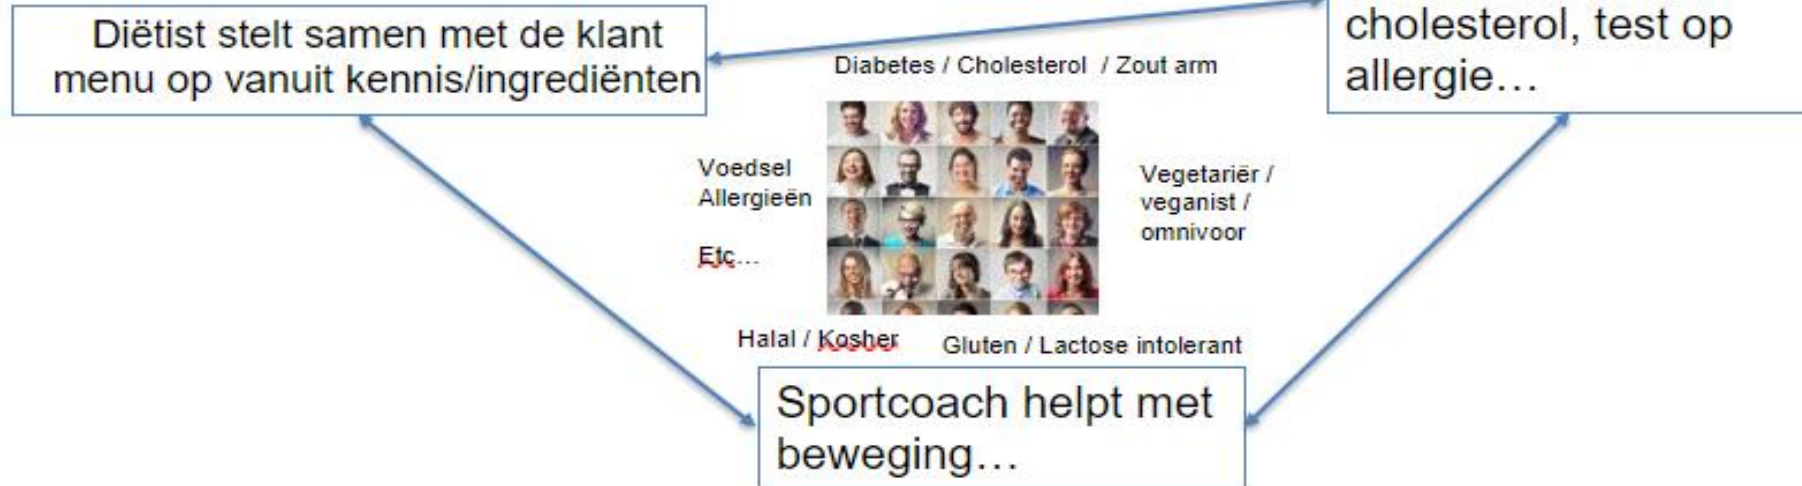 Diëtist stelt samen met de klant
menu op vanuit kennis/ingrediënten
cholesterol, test op
allergie…
Diabetes / Cholesterol / Zout arm
Voedsel
Allergieën
Etc…
Vegetariër /
veganist /
omnivoor
Halal / Kosher
Gluten / Lactose intolerant
Sportcoach helpt met
beweging…